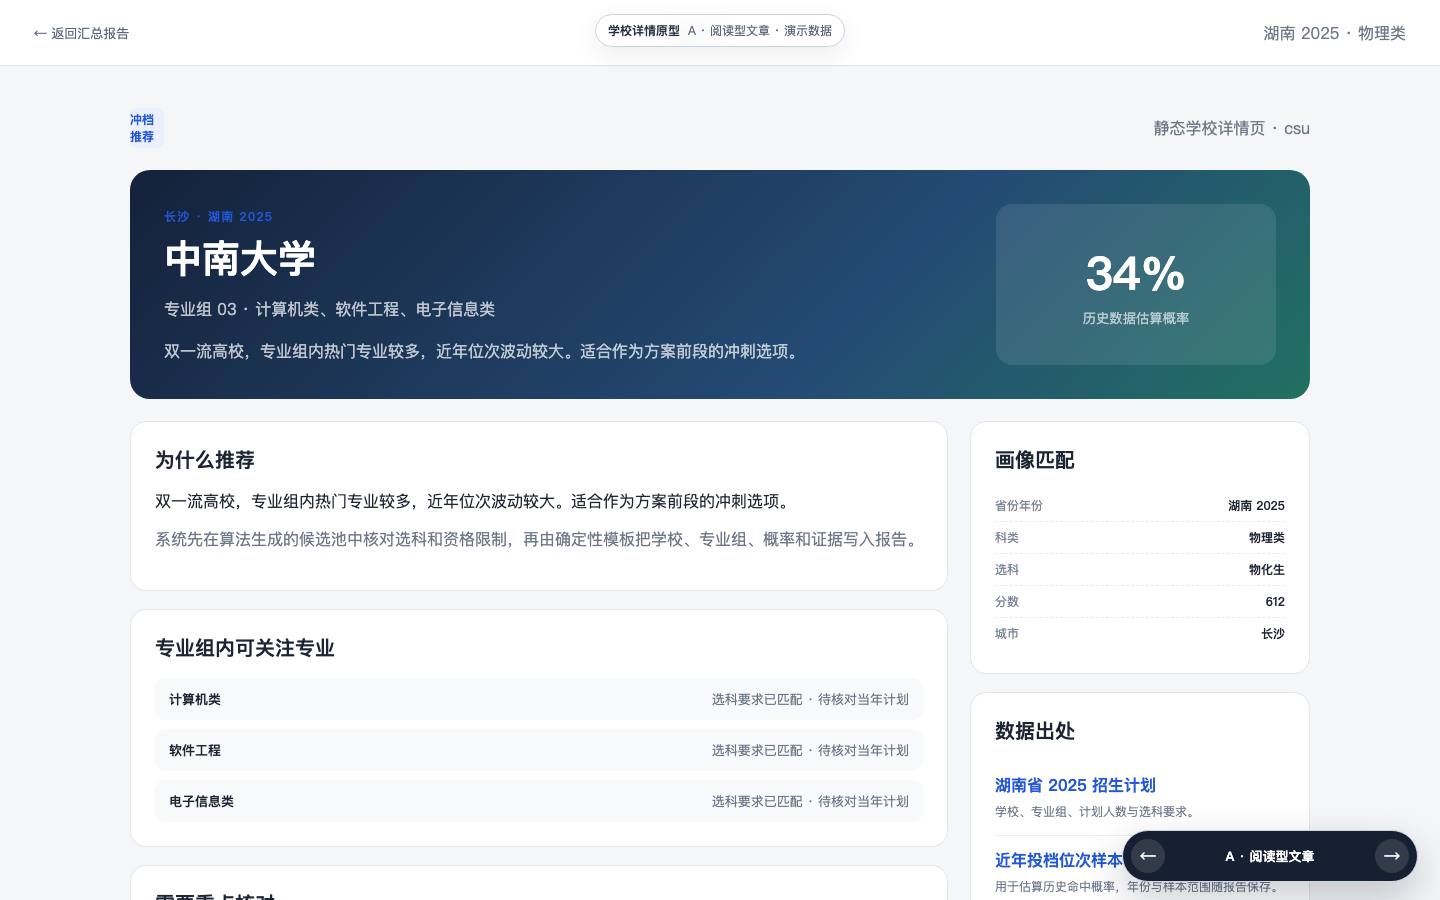 ← 返回汇总报告
学校详情原型 A · 阅读型文章 · 演示数据
湖南 2025 · 物理类
冲档
推荐
静态学校详情页 · csu
长沙 · 湖南 2025
中南大学
专业组 03 · 计算机类、软件工程、电子信息类
双一流高校，专业组内热门专业较多，近年位次波动较大。适合作为方案前段的冲刺选项。
34%
历史数据估算概率
为什么推荐
双一流高校，专业组内热门专业较多，近年位次波动较大。适合作为方案前段的冲刺选项。
系统先在算法生成的候选池中核对选科和资格限制，再由确定性模板把学校、专业组、概率和证据写入报告。
专业组内可关注专业
计算机类 选科要求已匹配 · 待核对当年计划
软件工程 选科要求已匹配 · 待核对当年计划
电子信息类 选科要求已匹配 · 待核对当年计划
需要重点核对
画像匹配
省份年份 湖南 2025
科类 物理类
选科 物化生
分数 612
城市 长沙
数据出处
湖南省 2025 招生计划
学校、专业组、计划人数与选科要求。
近年投档位次样本
用于估算历史命中概率，年份与样本范围随报告保存。
← A · 阅读型文章 →